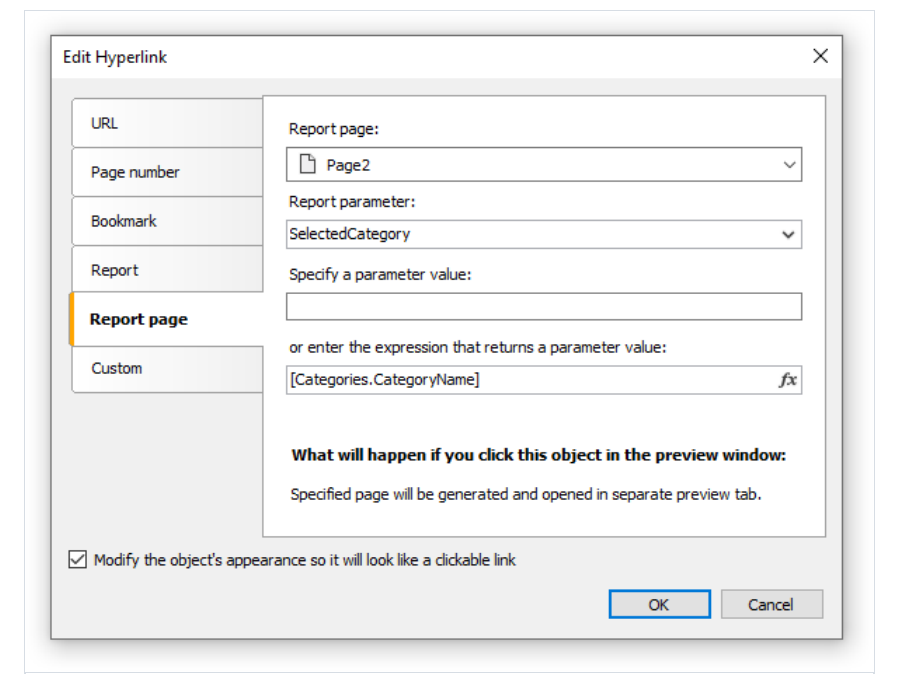 Edit Hyperlink
URL
Page number
Bookmark
Report
Report page
Custom
Report page:
Page2
Report parameter:
SelectedCategory
Specify a parameter value:
or enter the expression that returns a parameter value:
[Categories.CategoryName]
fx
What will happen if you click this object in the preview window:
Specified page will be generated and opened in separate preview tab.
Modify the object's appearance so it will look like a clickable link
OK
Cancel